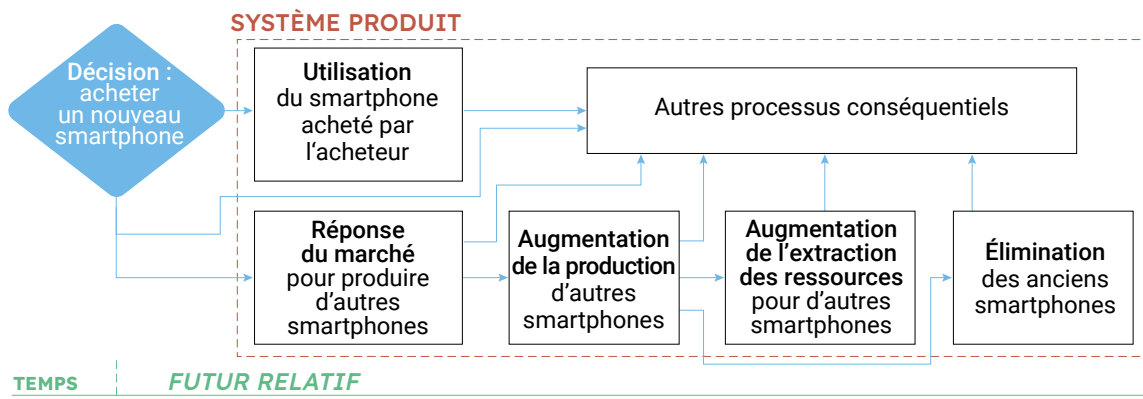 SYSTÈME PRODUIT
Décision :
acheter
un nouveau
smartphone
Utilisation
du smartphone
acheté par
l‘acheteur
Autres processus conséquentiels
Réponse
du marché
pour produire
d’autres
smartphones
Augmentation
de la production
d’autres
smartphones
Augmentation
de l’extraction
des ressources
pour d’autres
smartphones
Élimination
des anciens
smartphones
TEMPS
FUTUR RELATIF